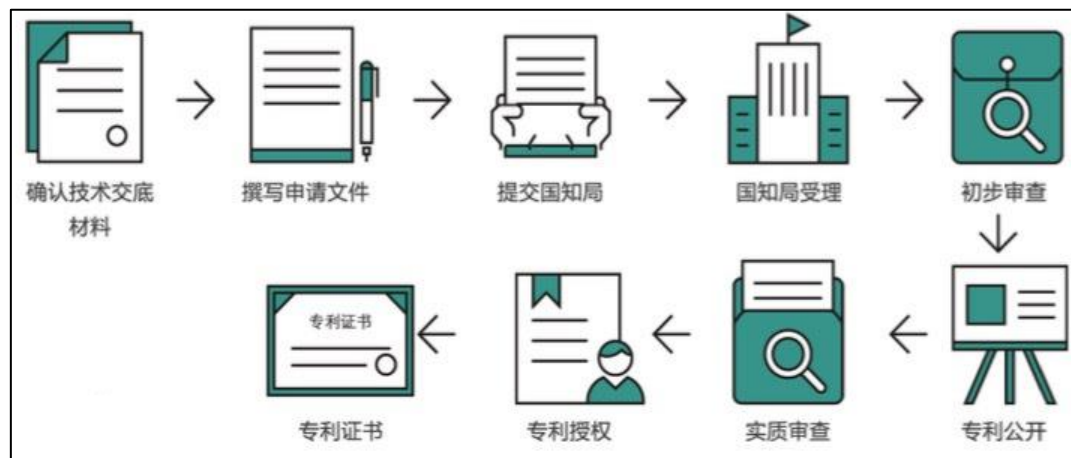 确认技术交底
材料
撰写申请文件
提交国知局
国知局受理
初步审查
专利公开
实质审查
专利授权
专利证书
专利证书